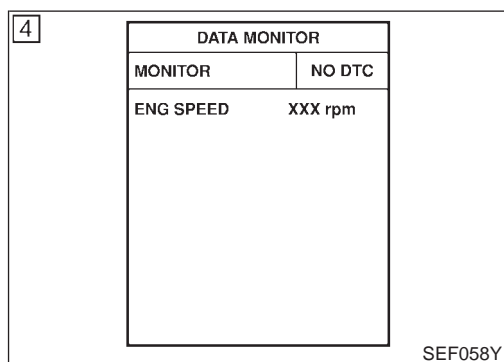 4
DATA MONITOR
MONITOR NO DTC
ENG SPEED XXX rpm
SEF058Y